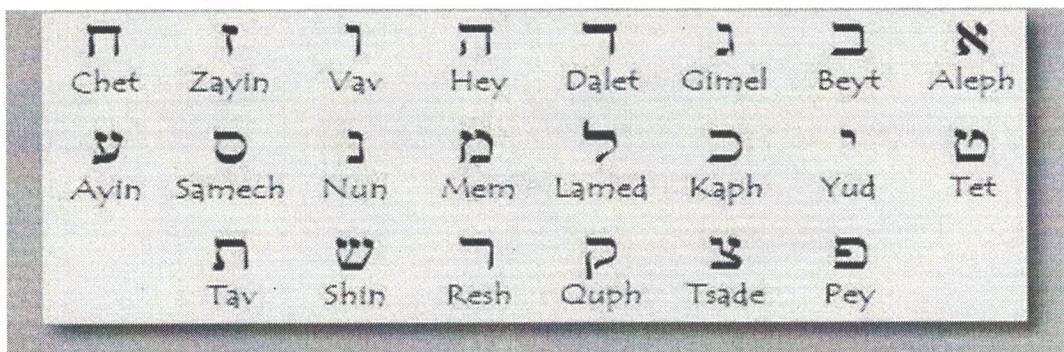 א ב ג ד ה ו ז ח
Chet Zayin Vav Hey Dalet Gimel Beyt Aleph
ט י כ ל מ נ ס ע
Ayin Samech Nun Mem Lamed Kaph Yud Tet
פ צ ק ר ש ת
Tav Shin Resh Quph Tsade Pey